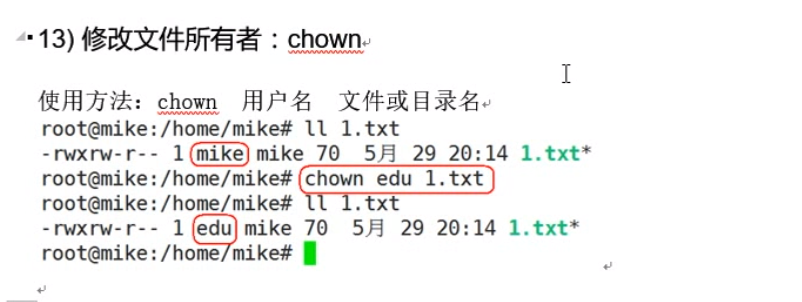 13) 修改文件所有者：chown
使用方法：chown 用户名 文件或目录名
root@mike:/home/mike# ll 1.txt
-rwxrw-r-- 1 mike mike 70 5月 29 20:14 1.txt*
root@mike:/home/mike# chown edu 1.txt
root@mike:/home/mike# ll 1.txt
-rwxrw-r-- 1 edu mike 70 5月 29 20:14 1.txt*
root@mike:/home/mike#